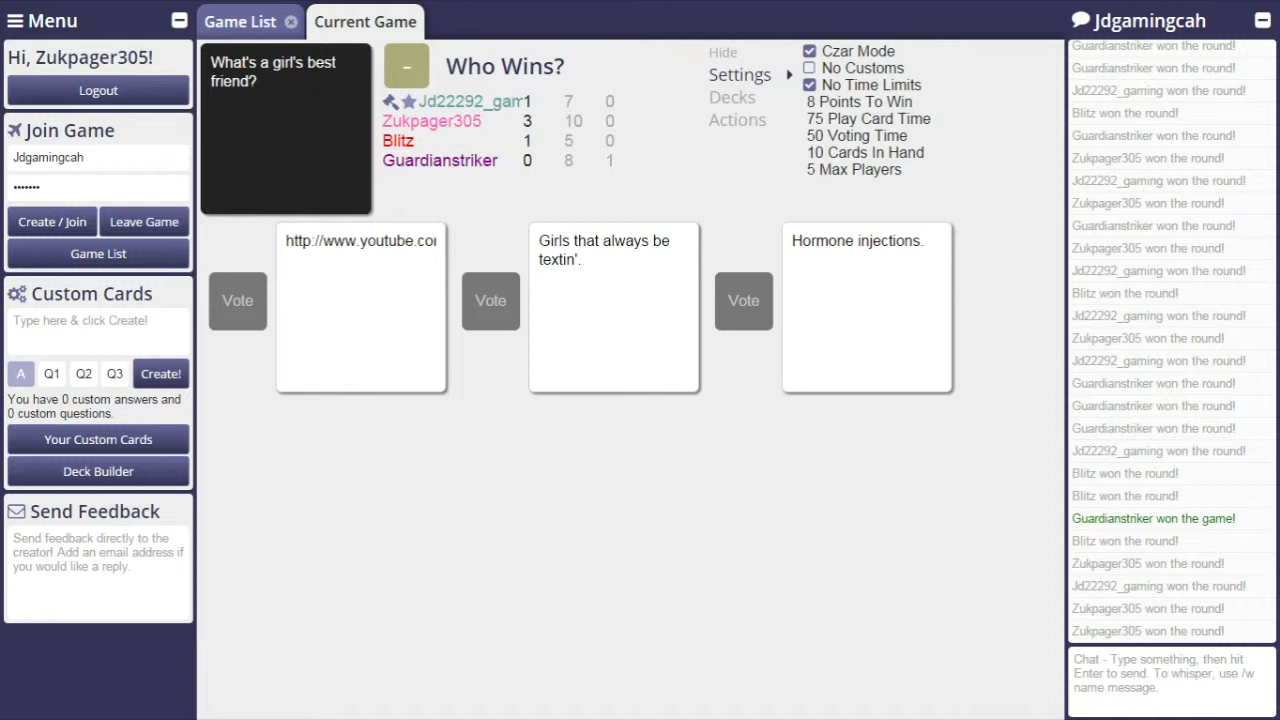 Menu
Hi, Zukpager305!
Logout
Join Game
Jdgamingcah
•••••••
Create / Join
Leave Game
Game List
Custom Cards
Type here & click Create!
A
Q1
Q2
Q3
Create!
You have 0 custom answers and
0 custom questions.
Your Custom Cards
Deck Builder
Send Feedback
Send feedback directly to the
creator! Add an email address if
you would like a reply.
Game List
Current Game
What's a girl's best
friend?
–
Who Wins?
Jd22292_gam 1 7 0
Zukpager305 3 10 0
Blitz 1 5 0
Guardianstriker 0 8 1
Hide
Settings
Decks
Actions
Czar Mode
No Customs
No Time Limits
8 Points To Win
75 Play Card Time
50 Voting Time
10 Cards In Hand
5 Max Players
Vote
http://www.youtube.co
Vote
Girls that always be
textin'.
Vote
Hormone injections.
Jdgamingcah
Guardianstriker won the round!
Guardianstriker won the round!
Jd22292_gaming won the round!
Blitz won the round!
Guardianstriker won the round!
Zukpager305 won the round!
Jd22292_gaming won the round!
Zukpager305 won the round!
Guardianstriker won the round!
Zukpager305 won the round!
Jd22292_gaming won the round!
Blitz won the round!
Jd22292_gaming won the round!
Zukpager305 won the round!
Jd22292_gaming won the round!
Guardianstriker won the round!
Guardianstriker won the round!
Guardianstriker won the round!
Jd22292_gaming won the round!
Blitz won the round!
Blitz won the round!
Guardianstriker won the game!
Blitz won the round!
Zukpager305 won the round!
Jd22292_gaming won the round!
Zukpager305 won the round!
Zukpager305 won the round!
Chat - Type something, then hit
Enter to send. To whisper, use /w
name message.